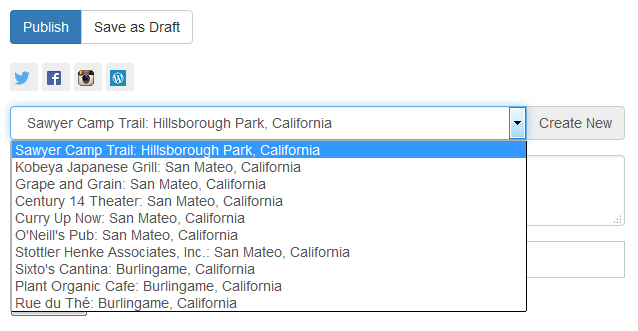 Publish Save as Draft
Sawyer Camp Trail: Hillsborough Park, California Create New
Sawyer Camp Trail: Hillsborough Park, California
Kobeya Japanese Grill: San Mateo, California
Grape and Grain: San Mateo, California
Century 14 Theater: San Mateo, California
Curry Up Now: San Mateo, California
O'Neill's Pub: San Mateo, California
Stottler Henke Associates, Inc.: San Mateo, California
Sixto's Cantina: Burlingame, California
Plant Organic Cafe: Burlingame, California
Rue du Thé: Burlingame, California